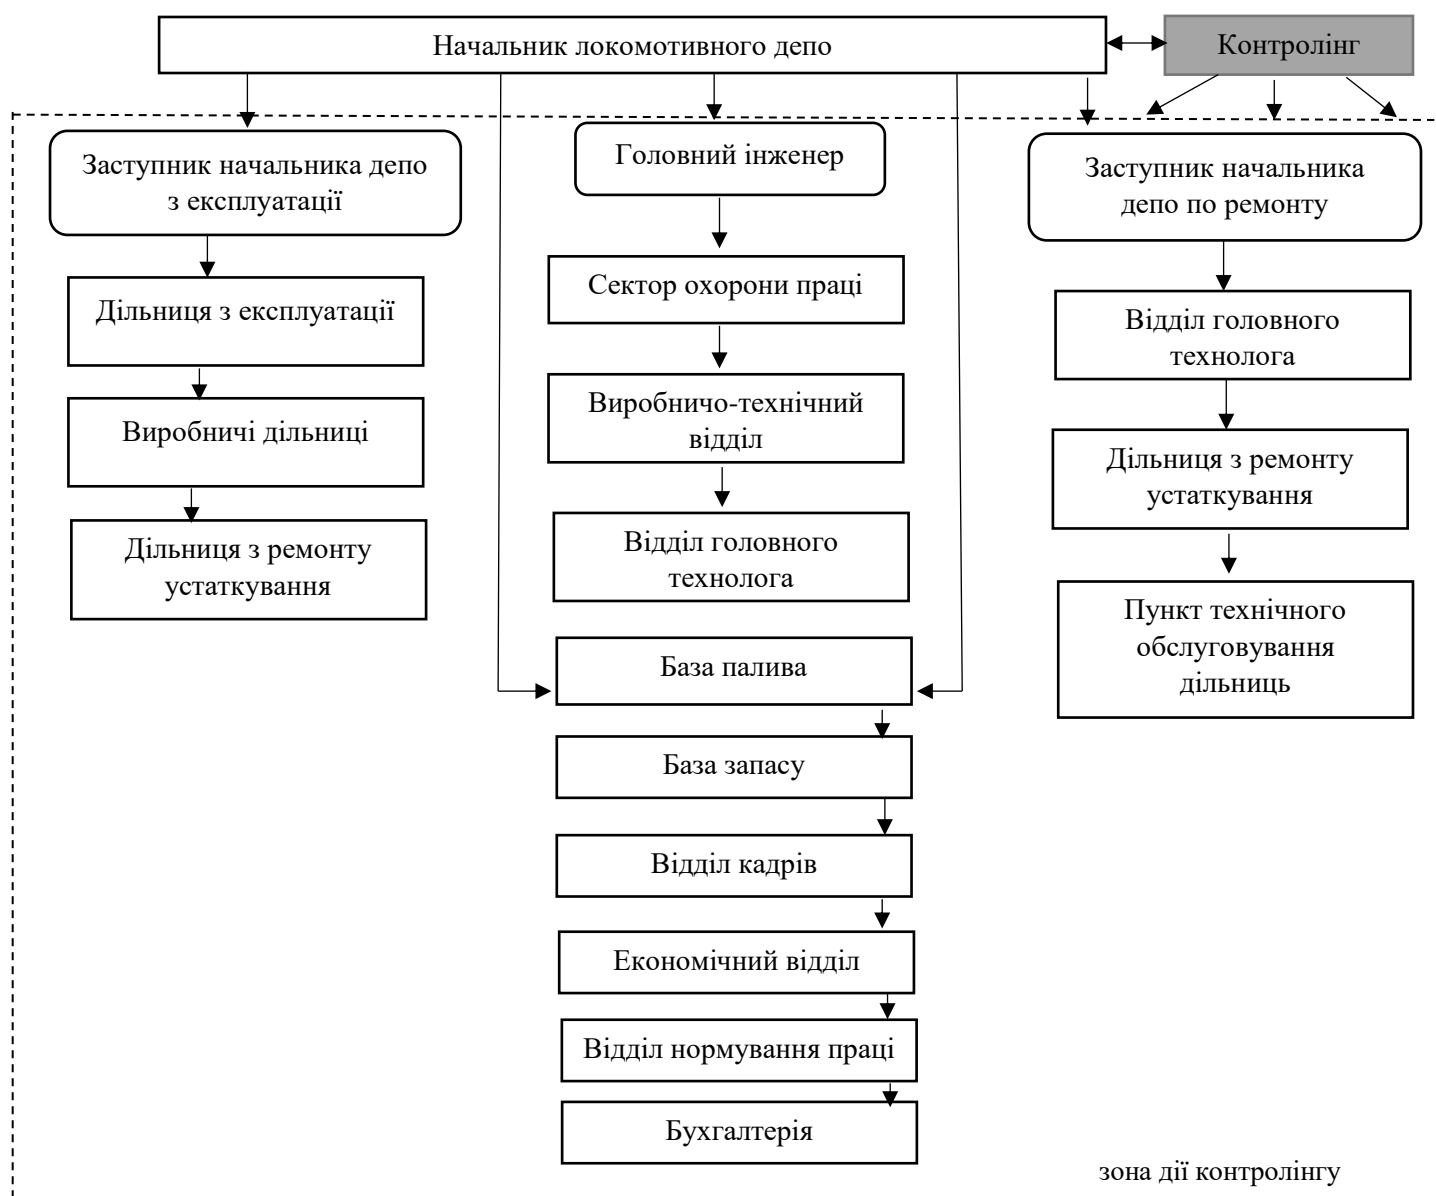 Начальник локомотивного депо
Контролінг
Заступник начальника депо
з експлуатації
Дільниця з експлуатації
Виробничі дільниці
Дільниця з ремонту
устаткування
Головний інженер
Сектор охорони праці
Виробничо-технічний
відділ
Відділ головного
технолога
База палива
База запасу
Відділ кадрів
Економічний відділ
Відділ нормування праці
Бухгалтерія
Заступник начальника
депо по ремонту
Відділ головного
технолога
Дільниця з ремонту
устаткування
Пункт технічного
обслуговування
дільниць
зона дії контролінгу